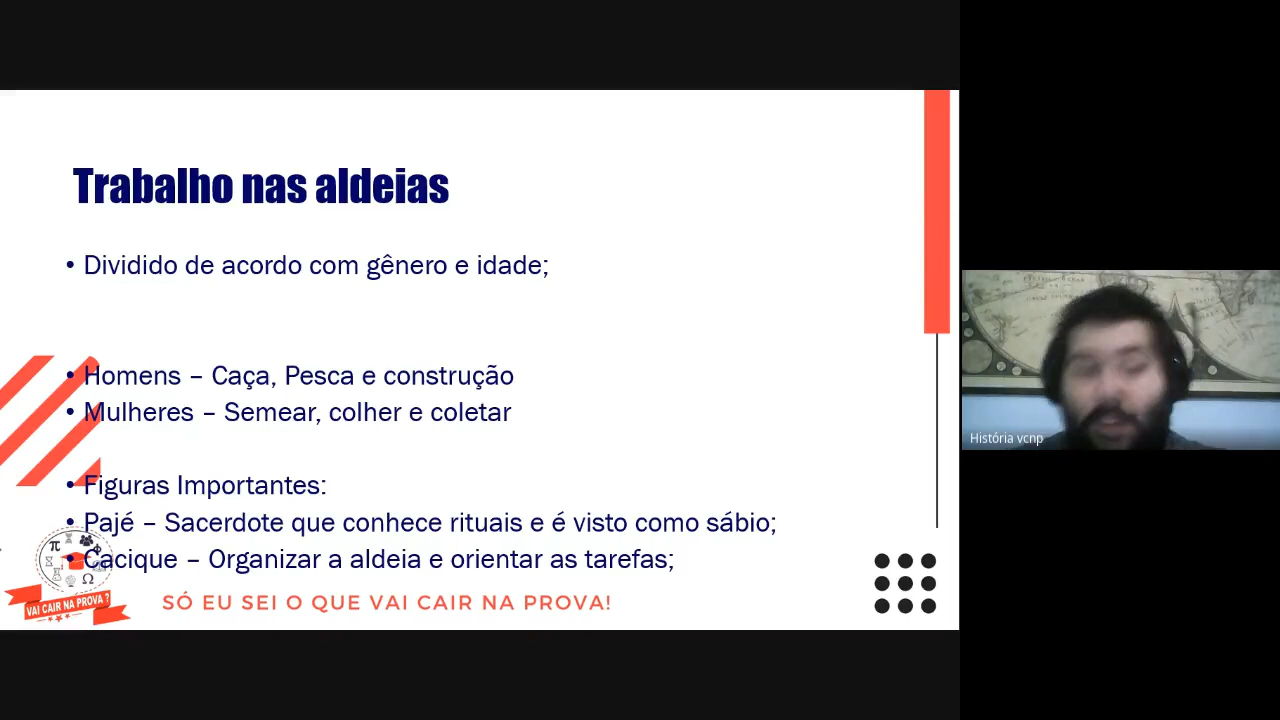 Trabalho nas aldeias
• Dividido de acordo com gênero e idade;
• Homens – Caça, Pesca e construção
• Mulheres – Semear, colher e coletar
• Figuras Importantes:
• Pajé – Sacerdote que conhece rituais e é visto como sábio;
• Cacique – Organizar a aldeia e orientar as tarefas;
π
Ω
VAI CAIR NA PROVA ?
SÓ EU SEI O QUE VAI CAIR NA PROVA!
História vcnp